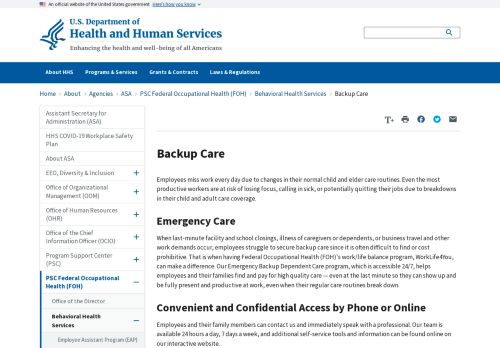 An official website of the United States government Here's how you know
U.S. Department of
Health and Human Services
Enhancing the health and well-being of all Americans
About HHS Programs & Services Grants & Contracts Laws & Regulations
Home › About › Agencies › ASA › PSC Federal Occupational Health (FOH) › Behavioral Health Services › Backup Care
Assistant Secretary for
Administration (ASA)
HHS COVID-19 Workplace Safety
Plan
About ASA
EEO, Diversity & Inclusion +
Office of Organizational
Management (OOM) +
Office of Human Resources
(OHR) +
Office of the Chief
Information Officer (OCIO) +
Program Support Center
(PSC) +
PSC Federal Occupational
Health (FOH) –
Office of the Director
Behavioral Health
Services –
Employee Assistant Program (EAP)
T+
Backup Care
Employees miss work every day due to changes in their normal child and elder care routines. Even the
most productive workers are at risk of losing focus, calling in sick, or potentially quitting their jobs due to breakdowns
in their child and adult care coverage.
Emergency Care
When last-minute facility and school closings, illness of caregivers or dependents, or business travel and other
work demands occur, employees struggle to secure backup care since it is often difficult to find or cost
prohibitive. That is when having Federal Occupational Health (FOH)'s work/life balance program, WorkLife4You,
can make a difference. Our Emergency Backup Dependent Care program, which is accessible 24/7, helps
employees and their families find and pay for high quality care — even at the last minute so they can show up and
be fully present and productive at work, even when their regular care routines break down.
Convenient and Confidential Access by Phone or Online
Employees and their family members can contact us and immediately speak with a professional. Our team is
available 24 hours a day, 7 days a week, and additional self-service tools and information can be found online on
our interactive website.